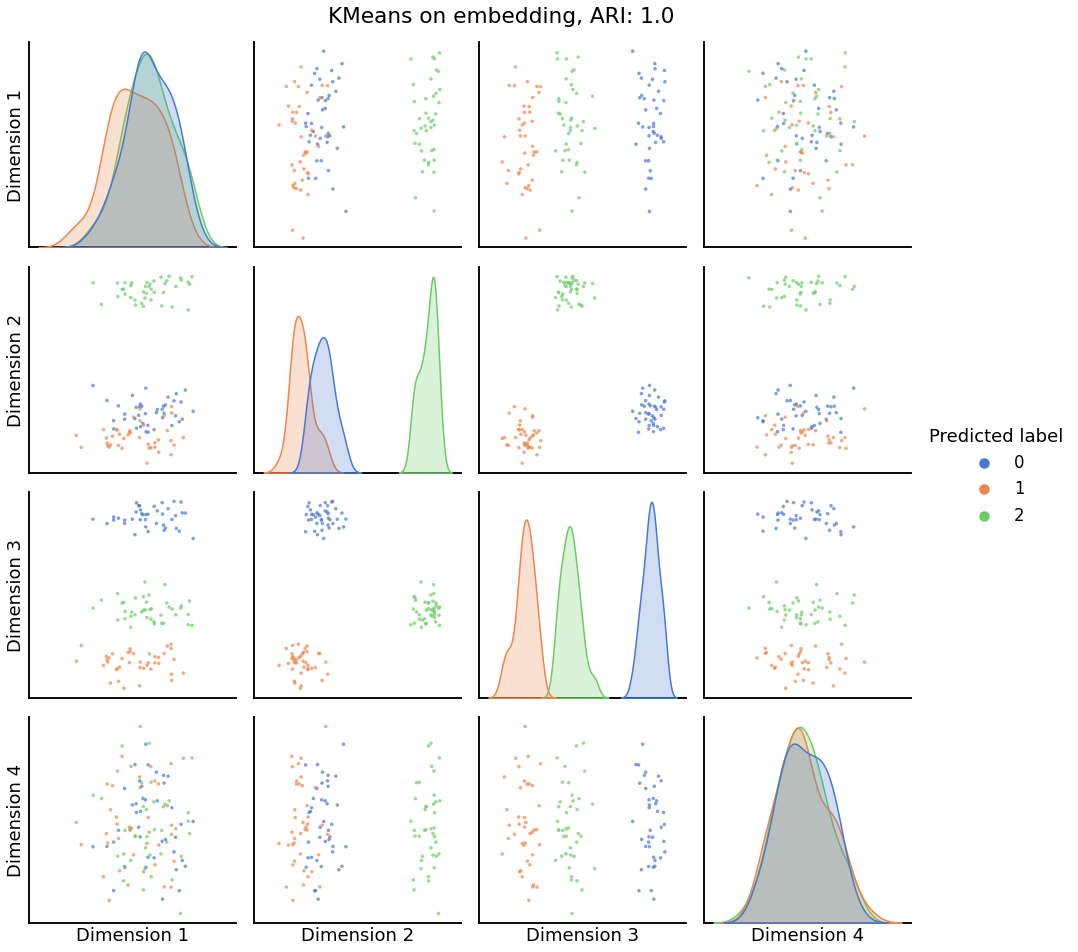 KMeans on embedding, ARI: 1.0
Dimension 1
Dimension 2
Dimension 3
Dimension 4
Predicted label
0
1
2
Dimension 1
Dimension 2
Dimension 3
Dimension 4